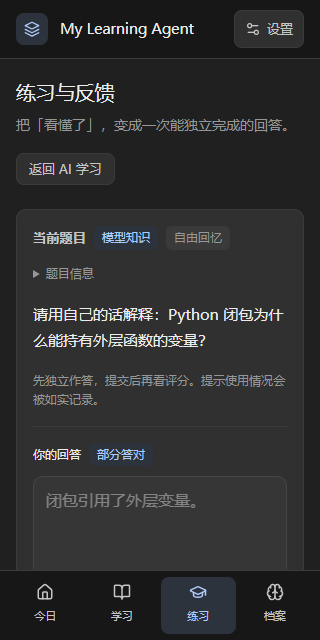 My Learning Agent
设置
练习与反馈
把「看懂了」，变成一次能独立完成的回答。
返回 AI 学习
当前题目 模型知识 自由回忆
▶ 题目信息
请用自己的话解释：Python 闭包为什
么能持有外层函数的变量？
先独立作答，提交后再看评分。提示使用情况会
被如实记录。
你的回答 部分答对
闭包引用了外层变量。
今日 学习 练习 档案